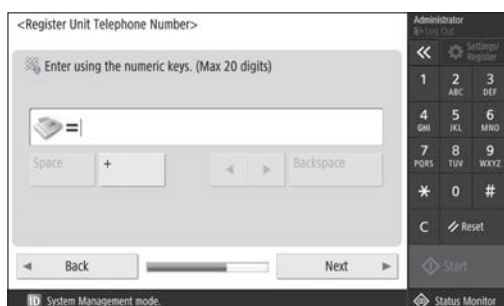 <Register Unit Telephone Number>
Enter using the numeric keys. (Max 20 digits)
=
Space + Backspace
Back Next
ID System Management mode.
Administrator
Log Out
Settings/
Register
1 2 3
ABC DEF
4 5 6
GHI JKL MNO
7 8 9
PQRS TUV WXYZ
* 0 #
C Reset
Start
Status Monitor